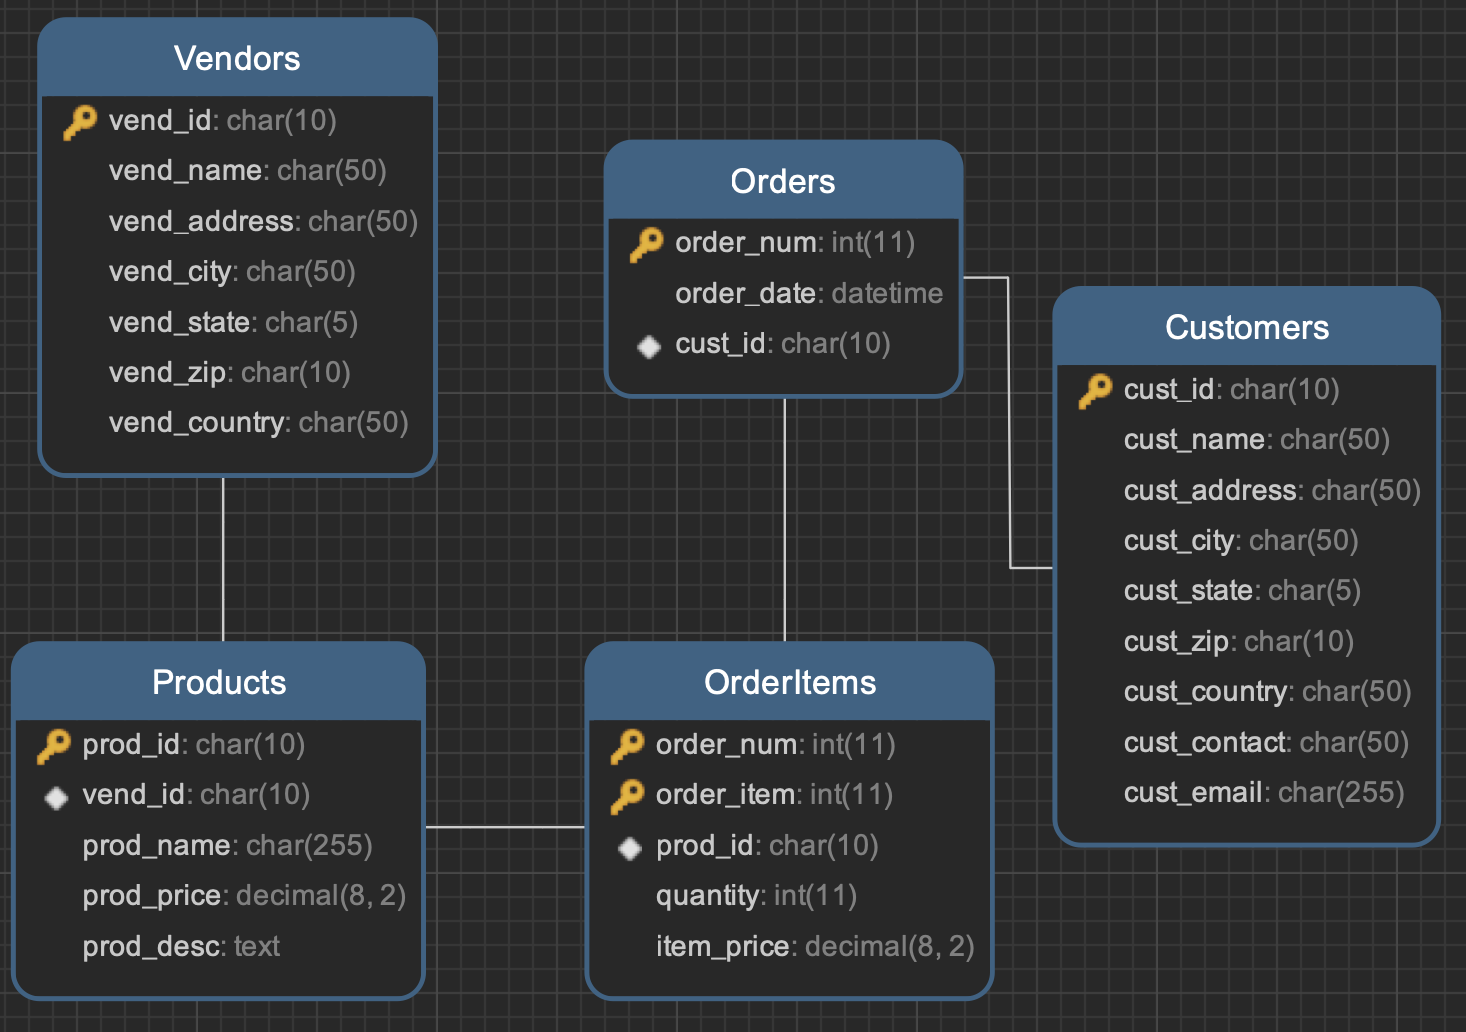 Vendors
vend_id: char(10)
vend_name: char(50)
vend_address: char(50)
vend_city: char(50)
vend_state: char(5)
vend_zip: char(10)
vend_country: char(50)
Orders
order_num: int(11)
order_date: datetime
cust_id: char(10)
Customers
cust_id: char(10)
cust_name: char(50)
cust_address: char(50)
cust_city: char(50)
cust_state: char(5)
cust_zip: char(10)
cust_country: char(50)
cust_contact: char(50)
cust_email: char(255)
Products
prod_id: char(10)
vend_id: char(10)
prod_name: char(255)
prod_price: decimal(8, 2)
prod_desc: text
OrderItems
order_num: int(11)
order_item: int(11)
prod_id: char(10)
quantity: int(11)
item_price: decimal(8, 2)